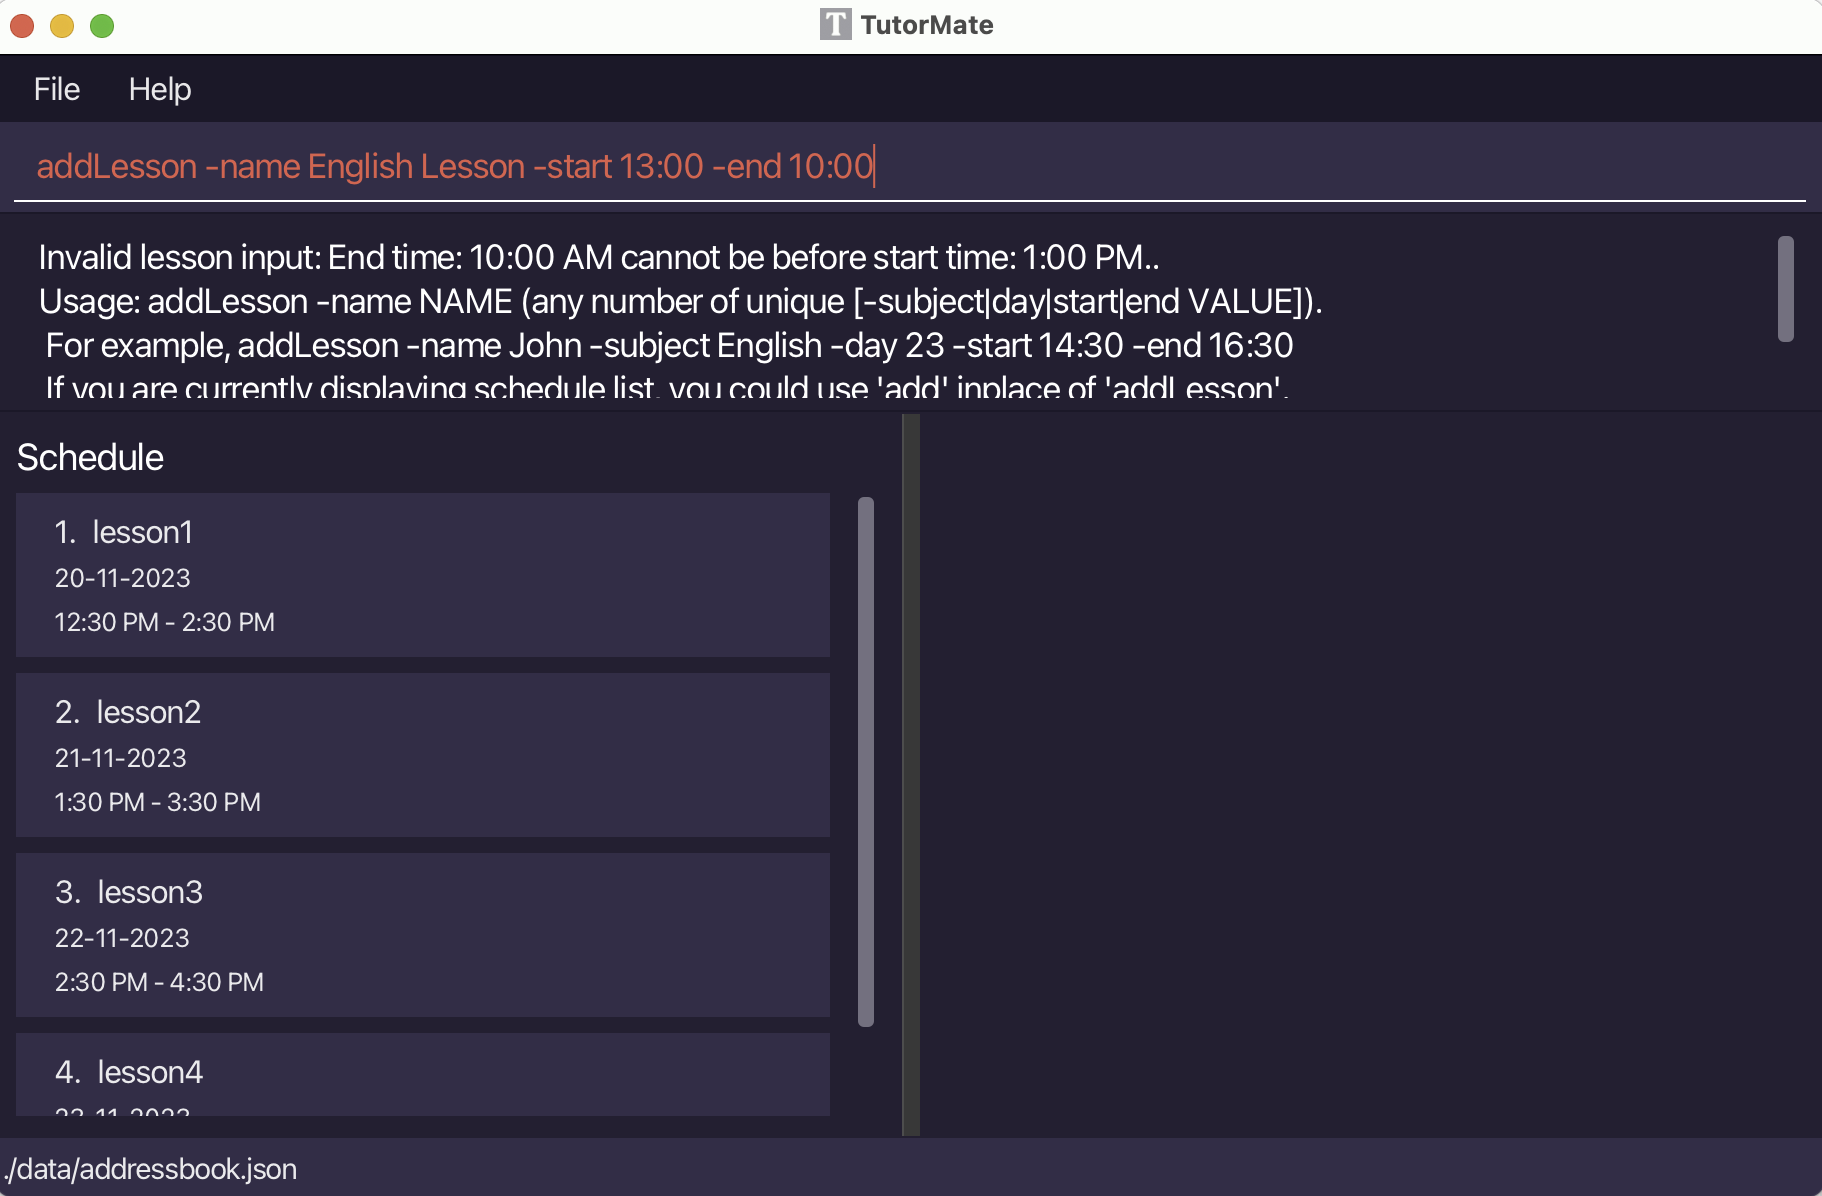 T TutorMate
File Help
addLesson -name English Lesson -start 13:00 -end 10:00
Invalid lesson input: End time: 10:00 AM cannot be before start time: 1:00 PM..
Usage: addLesson -name NAME (any number of unique [-subject|day|start|end VALUE]).
For example, addLesson -name John -subject English -day 23 -start 14:30 -end 16:30
If you are currently displaying schedule list, you could use 'add' inplace of 'addLesson'.
Schedule
1. lesson1
20-11-2023
12:30 PM - 2:30 PM
2. lesson2
21-11-2023
1:30 PM - 3:30 PM
3. lesson3
22-11-2023
2:30 PM - 4:30 PM
4. lesson4
23-11-2023
./data/addressbook.json